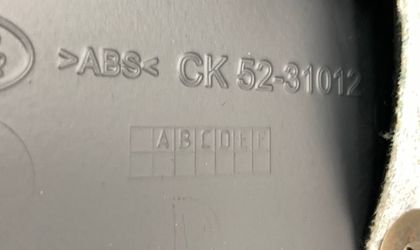 >ABS< CK 52-31012
A B C D E F